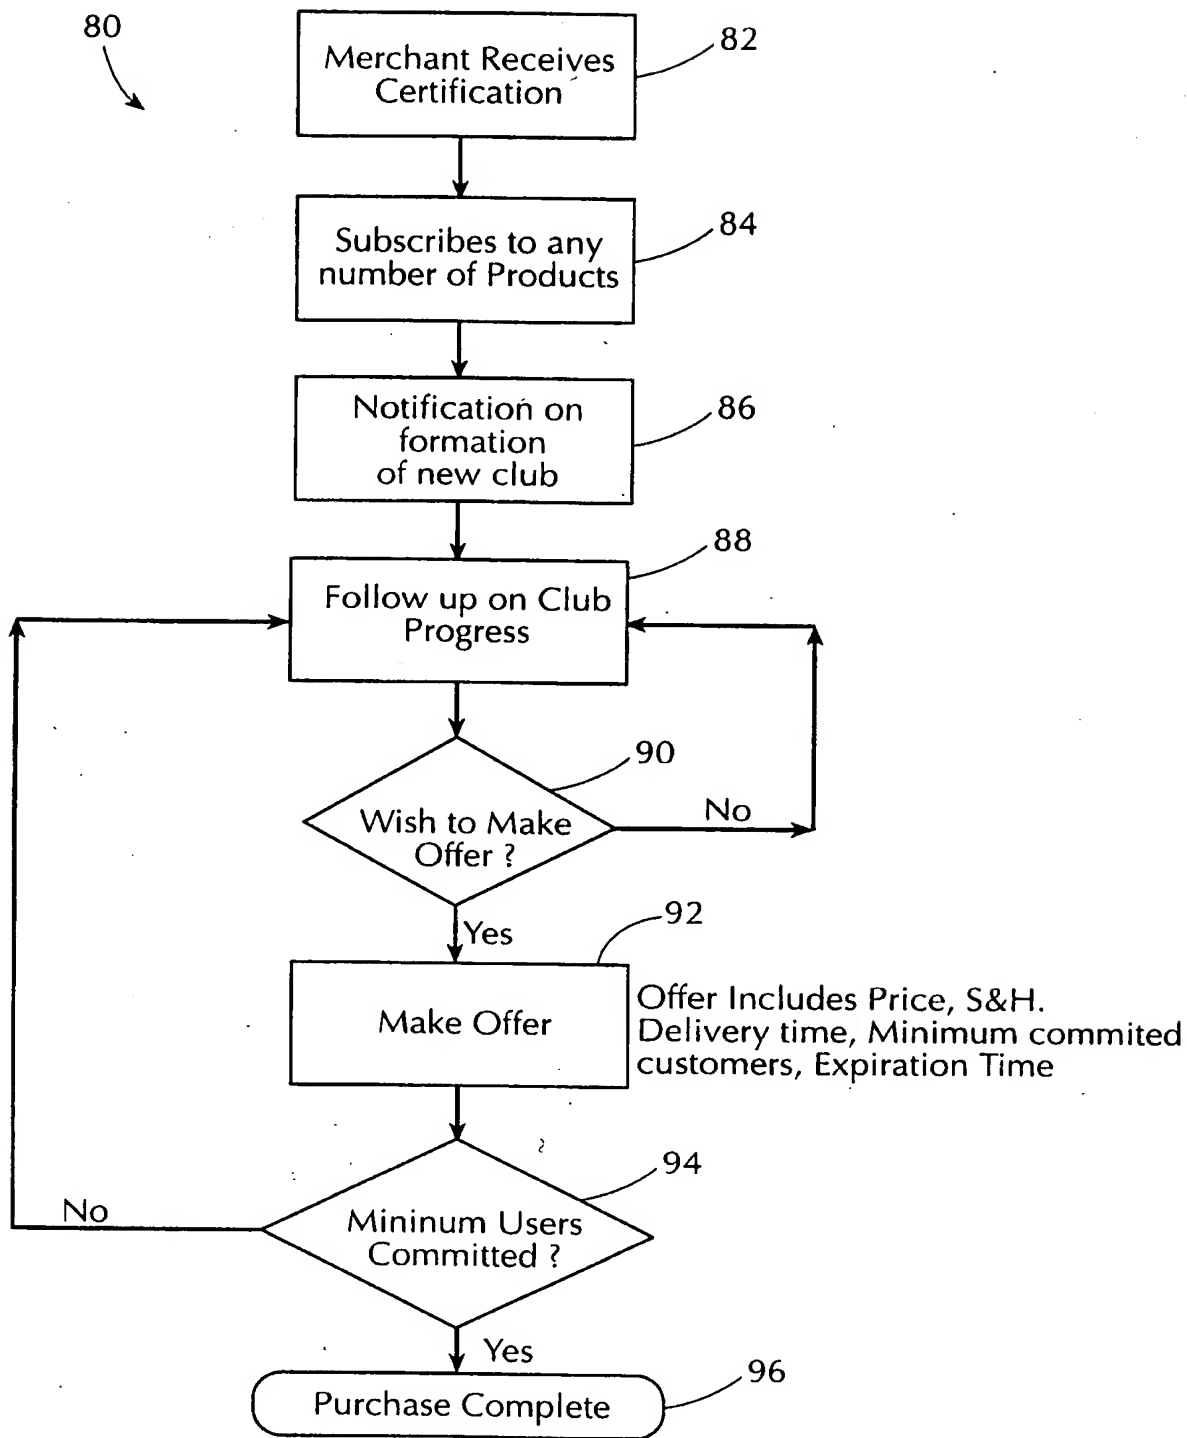 80
82
Merchant Receives
Certification
84
Subscribes to any
number of Products
86
Notification on
formation
of new club
88
Follow up on Club
Progress
90
Wish to Make
Offer ?
No
92
Yes
Make Offer
Offer Includes Price, S&H.
Delivery time, Minimum commited
customers, Expiration Time
94
Mininum Users
Committed ?
No
Yes
96
Purchase Complete